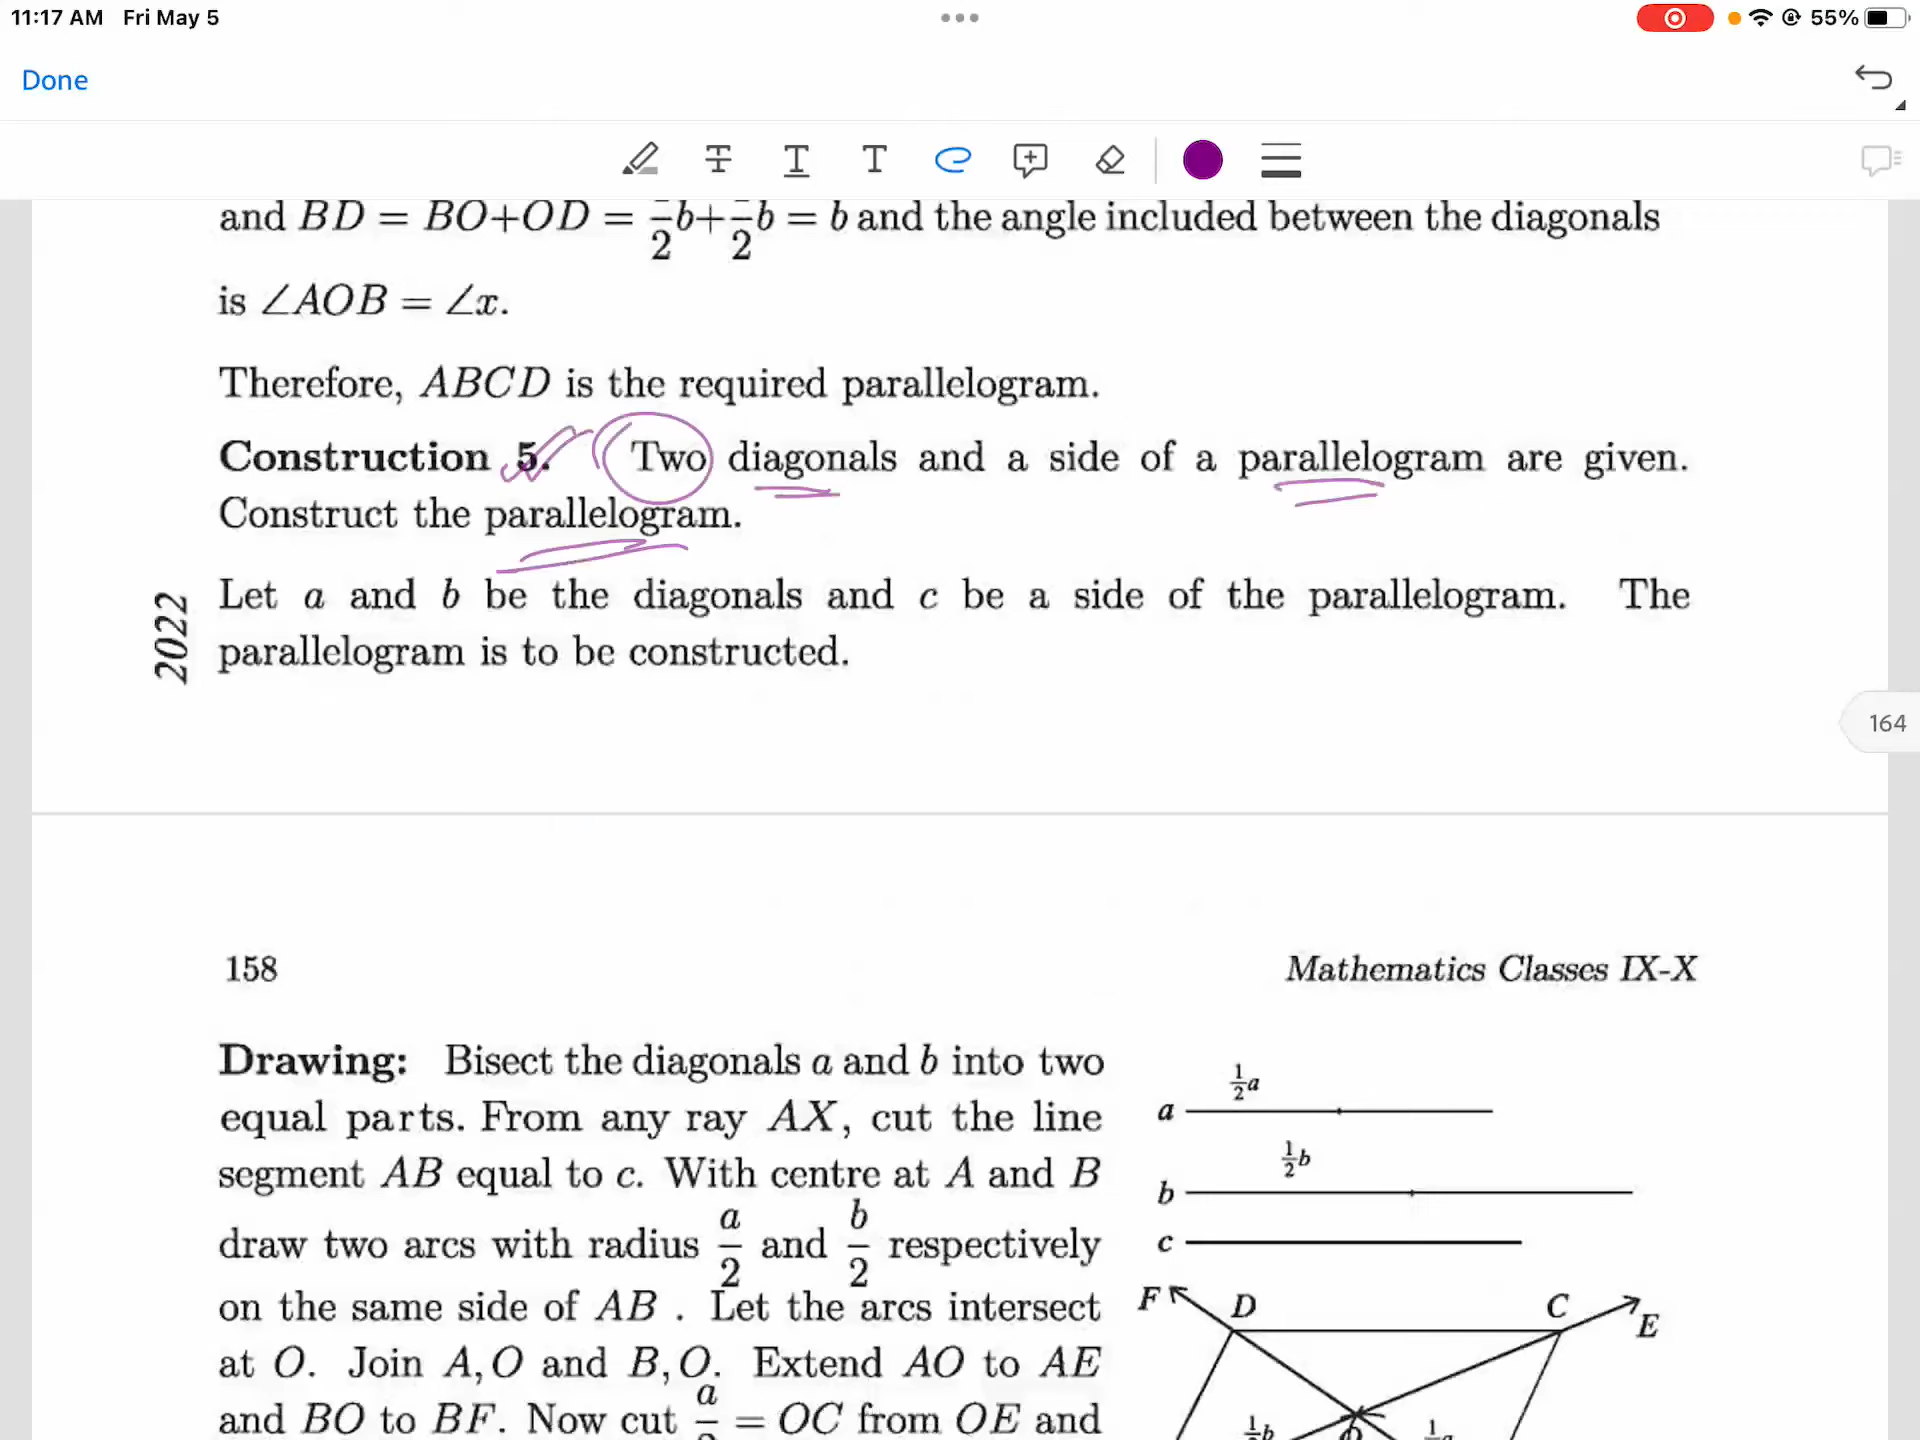 11:17 AM Fri May 5
55%
Done
and BD = BO+OD = 1/2 b + 1/2 b = b and the angle included between the diagonals
is ∠AOB = ∠x.
Therefore, ABCD is the required parallelogram.
Construction 5. Two diagonals and a side of a parallelogram are given.
Construct the parallelogram.
Let a and b be the diagonals and c be a side of the parallelogram. The
parallelogram is to be constructed.
2022
164
158
Mathematics Classes IX-X
Drawing: Bisect the diagonals a and b into two
equal parts. From any ray AX, cut the line
segment AB equal to c. With centre at A and B
draw two arcs with radius a/2 and b/2 respectively
on the same side of AB . Let the arcs intersect
at O. Join A, O and B, O. Extend AO to AE
and BO to BF. Now cut a/2 = OC from OE and
1/2 a
a
1/2 b
b
c
F D C E
O